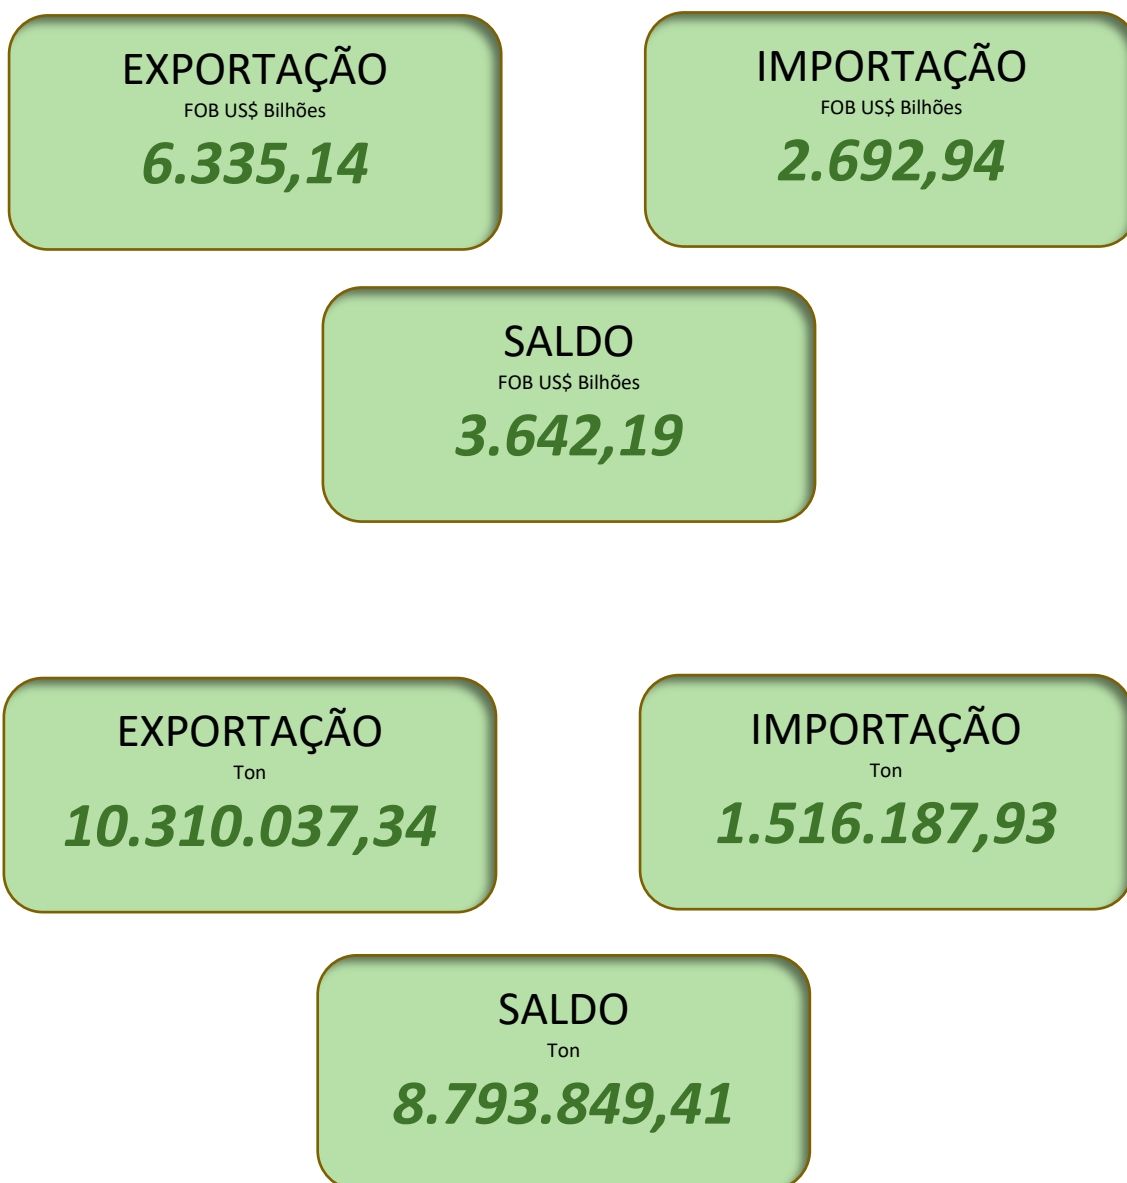 EXPORTAÇÃO
FOB US$ Bilhões
6.335,14
IMPORTAÇÃO
FOB US$ Bilhões
2.692,94
SALDO
FOB US$ Bilhões
3.642,19
EXPORTAÇÃO
Ton
10.310.037,34
IMPORTAÇÃO
Ton
1.516.187,93
SALDO
Ton
8.793.849,41